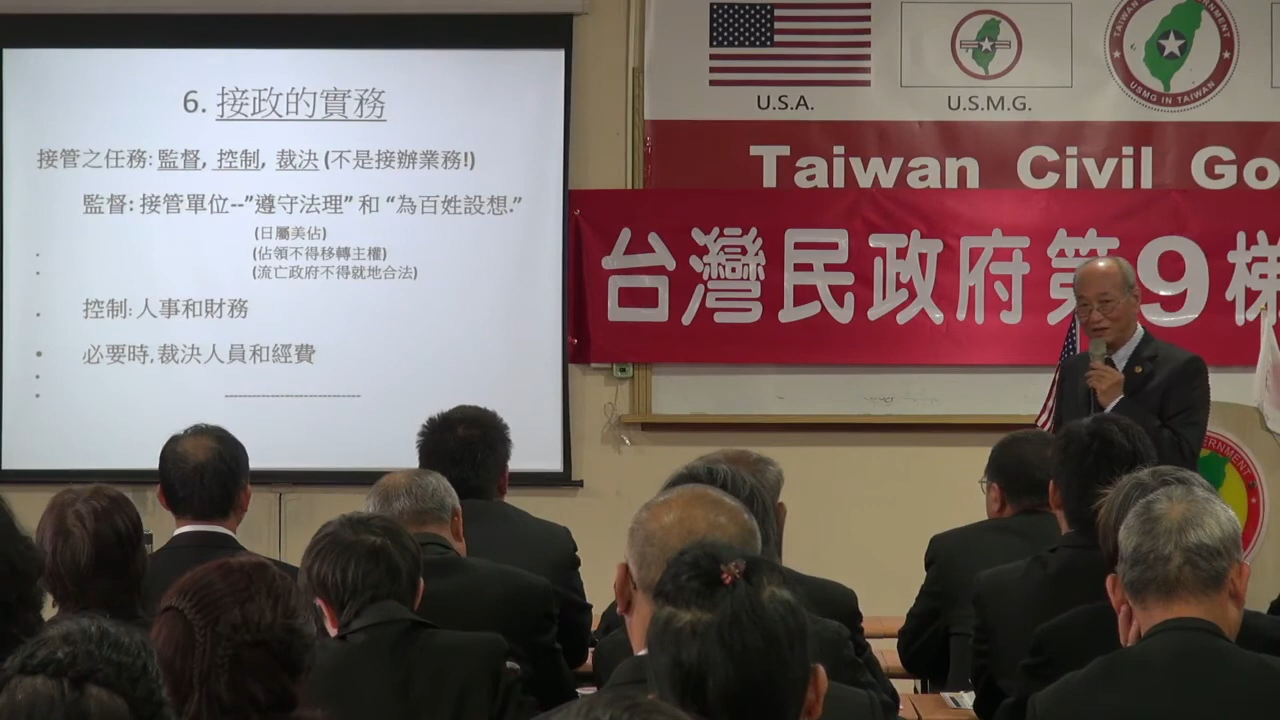 6. 接政的實務
接管之任務: 監督, 控制, 裁決 (不是接辦業務!)
監督: 接管單位--”遵守法理” 和 “為百姓設想.”
(日屬美佔)
(佔領不得移轉主權)
(流亡政府不得就地合法)
控制: 人事和財務
必要時, 裁決人員和經費
U.S.A.
U.S.M.G.
USMG IN TAIWAN
Taiwan Civil Go
台灣民政府第9梯